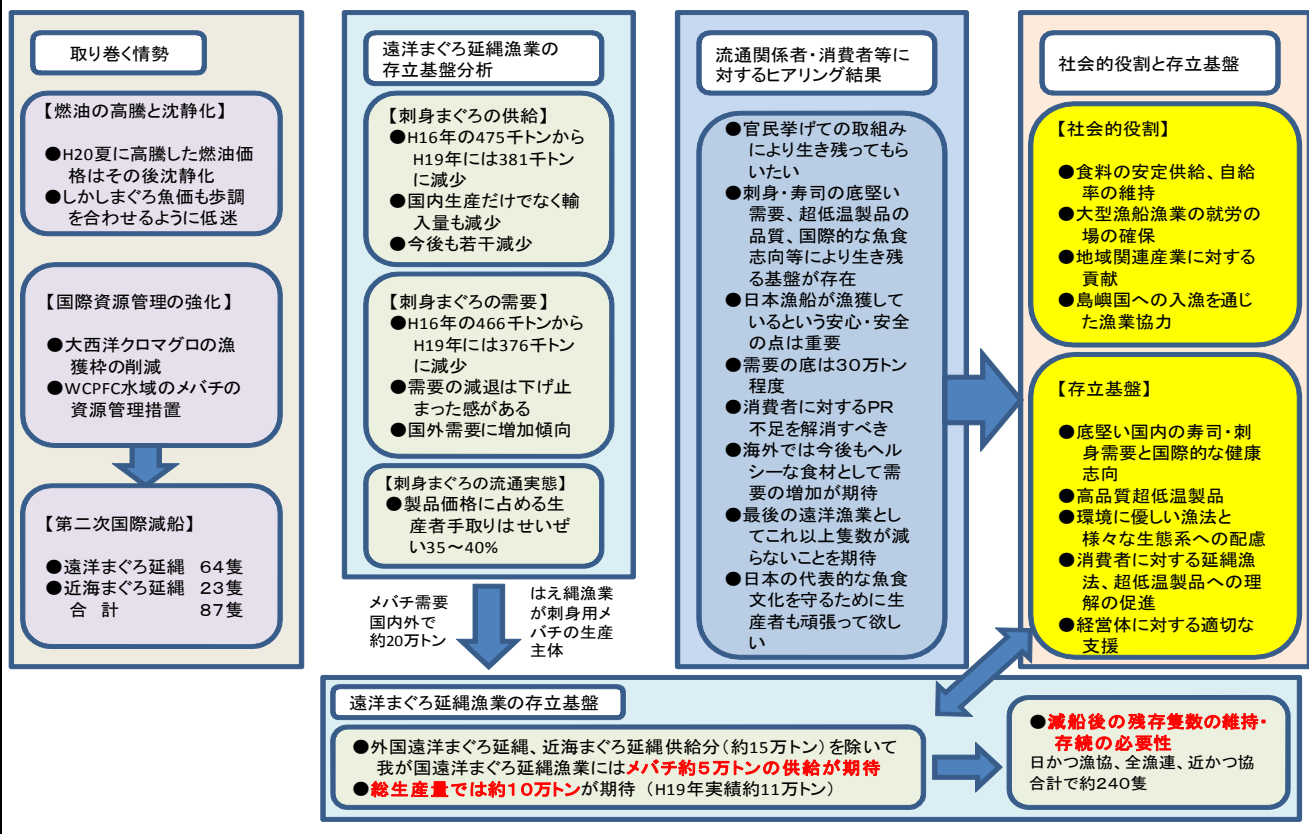 取り巻く情勢
【燃油の高騰と沈静化】
●H20夏に高騰した燃油価
格はその後沈静化
●しかしまぐろ魚価も歩調
を合わせるように低迷
【国際資源管理の強化】
●大西洋クロマグロの漁
獲枠の削減
●WCPFC水域のメバチの
資源管理措置
【第二次国際減船】
●遠洋まぐろ延縄 64隻
●近海まぐろ延縄 23隻
合 計 87隻
遠洋まぐろ延縄漁業の
存立基盤分析
【刺身まぐろの供給】
●H16年の475千トンから
H19年には381千トン
に減少
●国内生産だけでなく輸
入量も減少
●今後も若干減少
【刺身まぐろの需要】
●H16年の466千トンから
H19年には376千トン
に減少
●需要の減退は下げ止
まった感がある
●国外需要に増加傾向
【刺身まぐろの流通実態】
●製品価格に占める生
産者手取りはせいぜ
い35～40%
メバチ需要
国内外で
約20万トン
はえ縄漁業
が刺身用メ
バチの生産
主体
流通関係者・消費者等に
対するヒアリング結果
●官民挙げての取組み
により生き残ってもら
いたい
●刺身・寿司の底堅い
需要、超低温製品の
品質、国際的な魚食
志向等により生き残
る基盤が存在
●日本漁船が漁獲して
いるという安心・安全
の点は重要
●需要の底は30万トン
程度
●消費者に対するPR
不足を解消すべき
●海外では今後もヘル
シーな食材として需
要の増加が期待
●最後の遠洋漁業とし
てこれ以上隻数が減
らないことを期待
●日本の代表的な魚食
文化を守るために生
産者も頑張って欲し
い
社会的役割と存立基盤
【社会的役割】
●食料の安定供給、自給
率の維持
●大型漁船漁業の就労の
場の確保
●地域関連産業に対する
貢献
●島嶼国への入漁を通じ
た漁業協力
【存立基盤】
●底堅い国内の寿司・刺
身需要と国際的な健康
志向
●高品質超低温製品
●環境に優しい漁法と
様々な生態系への配慮
●消費者に対する延縄漁
法、超低温製品への理
解の促進
●経営体に対する適切な
支援
遠洋まぐろ延縄漁業の存立基盤
●外国遠洋まぐろ延縄、近海まぐろ延縄供給分（約15万トン）を除いて
我が国遠洋まぐろ延縄漁業にはメバチ約５万トンの供給が期待
●総生産量では約１０万トンが期待 （H19年実績約11万トン）
●減船後の残存隻数の維持・
存続の必要性
日かつ漁協、全漁連、近かつ協
合計で約240隻